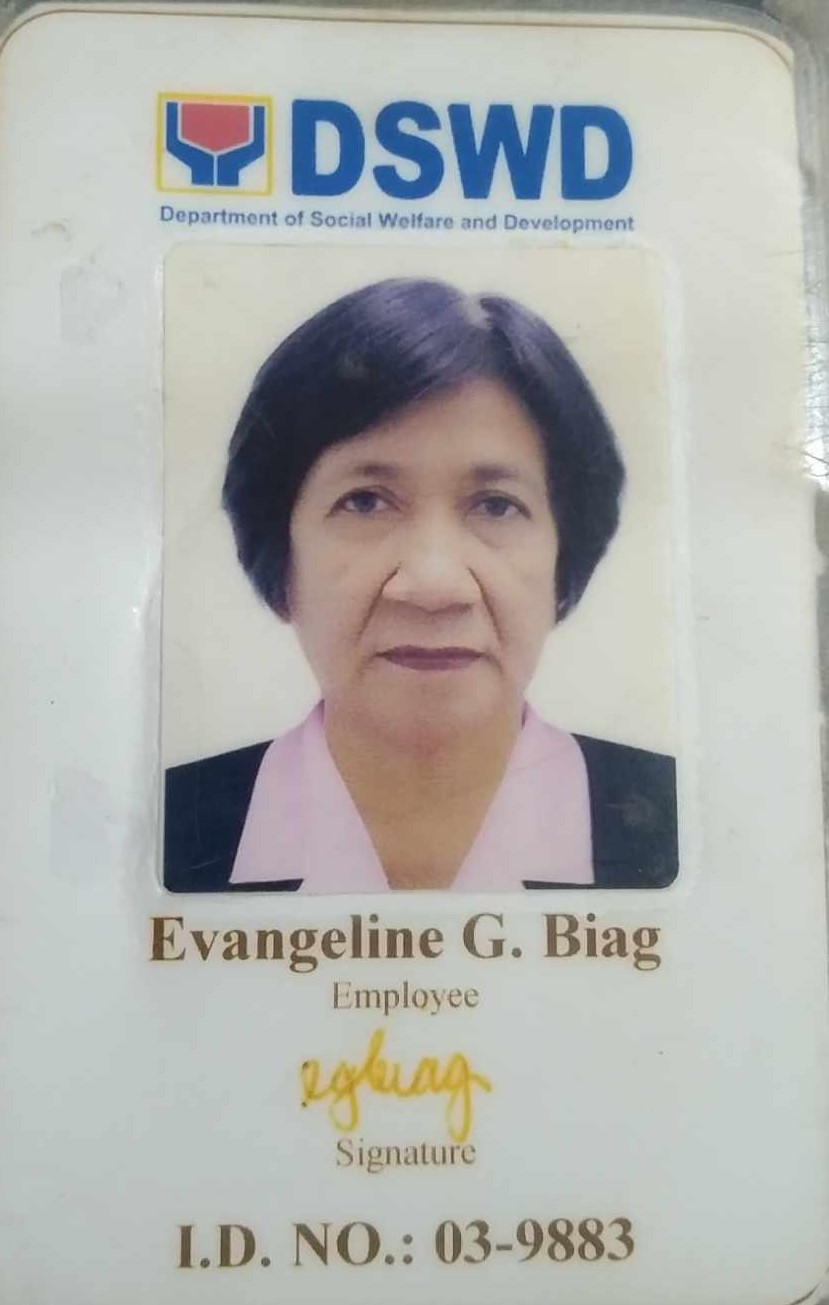 DSWD
Department of Social Welfare and Development
Evangeline G. Biag
Employee
egbiag
Signature
I.D. NO.: 03-9883